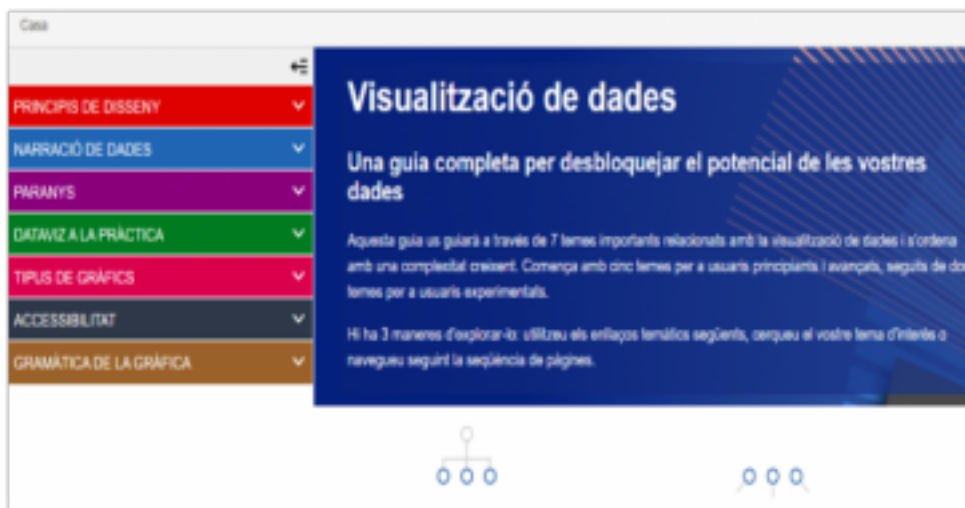 Casa
PRINCIPIS DE DISSENY
NARRACIÓ DE DADES
PARANYS
DATAVIZ A LA PRÀCTICA
TIPUS DE GRÀFICS
ACCESSIBILITAT
GRAMÀTICA DE LA GRÀFICA
Visualització de dades
Una guia completa per desbloquejar el potencial de les vostres
dades
Aquesta guia us guiarà a través de 7 temes importants relacionats amb la visualització de dades i s'ordena
amb una complexitat creixent. Comença amb cinc temes per a usuaris principiants i avançats, seguits de do
temes per a usuaris experimentats.
Hi ha 3 maneres d'explorar-lo: utilitzeu els enllaços temàtics següents, cerqueu el vostre tema d'interès o
navegueu seguint la seqüència de pàgines.